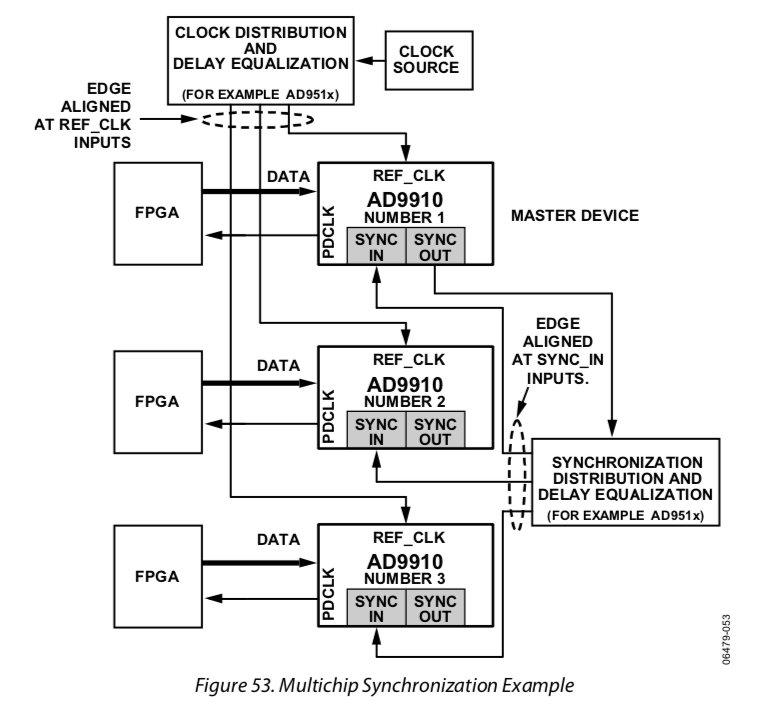 CLOCK DISTRIBUTION
AND
DELAY EQUALIZATION
(FOR EXAMPLE AD951x)
CLOCK
SOURCE
EDGE
ALIGNED
AT REF_CLK
INPUTS
FPGA
DATA
PDCLK
REF_CLK
AD9910
NUMBER 1
SYNC
IN
SYNC
OUT
MASTER DEVICE
FPGA
DATA
PDCLK
REF_CLK
AD9910
NUMBER 2
SYNC
IN
SYNC
OUT
EDGE
ALIGNED
AT SYNC_IN
INPUTS.
SYNCHRONIZATION
DISTRIBUTION AND
DELAY EQUALIZATION
(FOR EXAMPLE AD951x)
FPGA
DATA
PDCLK
REF_CLK
AD9910
NUMBER 3
SYNC
IN
SYNC
OUT
06479-053
Figure 53. Multichip Synchronization Example